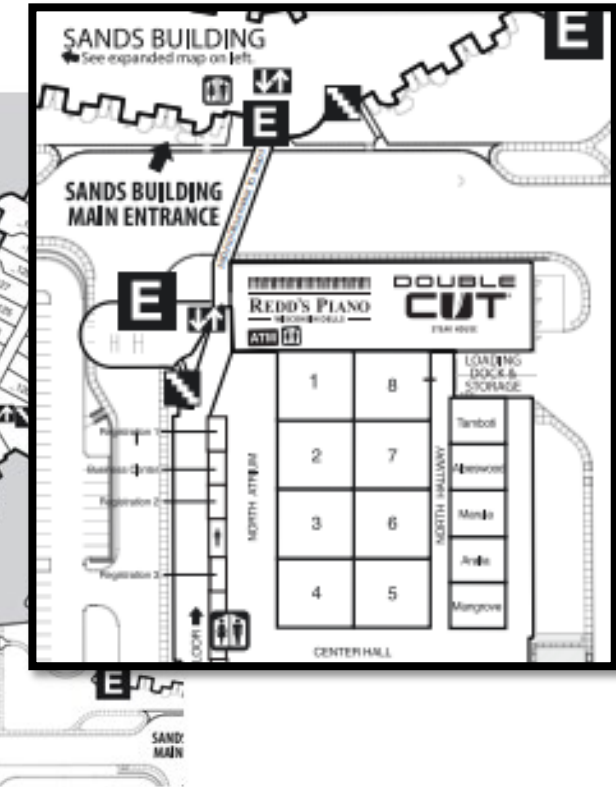 SANDS BUILDING
See expanded map on left.
E
E
SANDS BUILDING
MAIN ENTRANCE
E
REDD'S PIANO
DOUBLE
CUT
STEAK HOUSE
ATM
LOADING
DOCK &
STORAGE
1
8
2
7
3
6
4
5
NORTH ATRIUM
NORTH HALLWAY
Tamboti
Aralia
Mangrove
Registration 1
Business Center
Registration 2
Registration 3
CENTER HALL
E
SANDS
MAIN